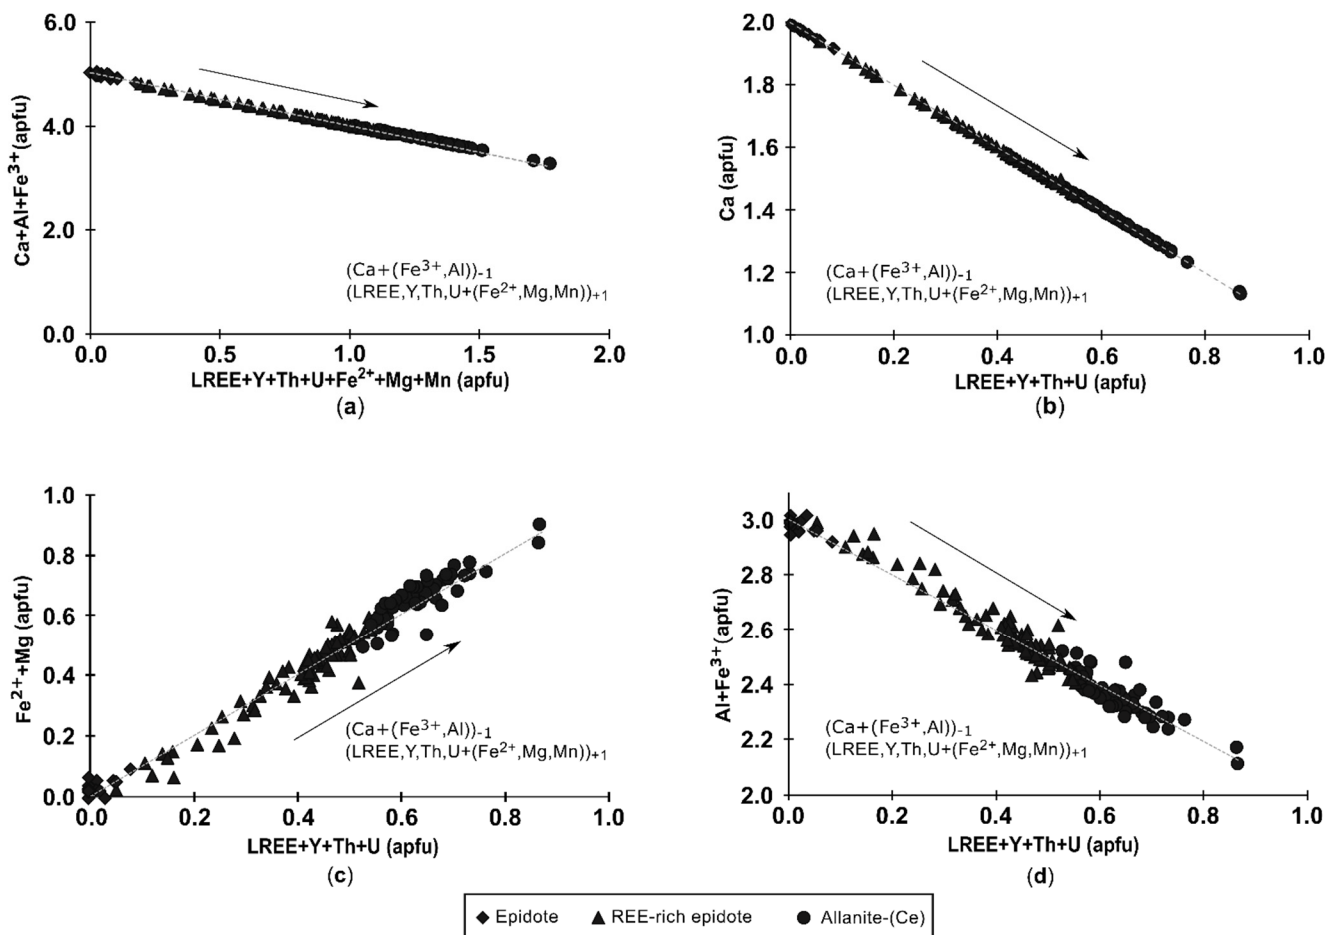 6.0
4.0
2.0
0.0
Ca+Al+Fe³⁺(apfu)
(Ca+(Fe³⁺,Al))₋₁
(LREE,Y,Th,U+(Fe²⁺,Mg,Mn))₊₁
0.0 0.5 1.0 1.5 2.0
LREE+Y+Th+U+Fe²⁺+Mg+Mn (apfu)
(a)
2.0
1.8
1.6
1.4
1.2
1.0
Ca (apfu)
(Ca+(Fe³⁺,Al))₋₁
(LREE,Y,Th,U+(Fe²⁺,Mg,Mn))₊₁
0.0 0.2 0.4 0.6 0.8 1.0
LREE+Y+Th+U (apfu)
(b)
1.0
0.8
0.6
0.4
0.2
0.0
Fe²⁺+Mg (apfu)
(Ca+(Fe³⁺,Al))₋₁
(LREE,Y,Th,U+(Fe²⁺,Mg,Mn))₊₁
0.0 0.2 0.4 0.6 0.8 1.0
LREE+Y+Th+U (apfu)
(c)
3.0
2.8
2.6
2.4
2.2
2.0
Al+Fe³⁺(apfu)
(Ca+(Fe³⁺,Al))₋₁
(LREE,Y,Th,U+(Fe²⁺,Mg,Mn))₊₁
0.0 0.2 0.4 0.6 0.8 1.0
LREE+Y+Th+U (apfu)
(d)
Epidote REE-rich epidote Allanite-(Ce)